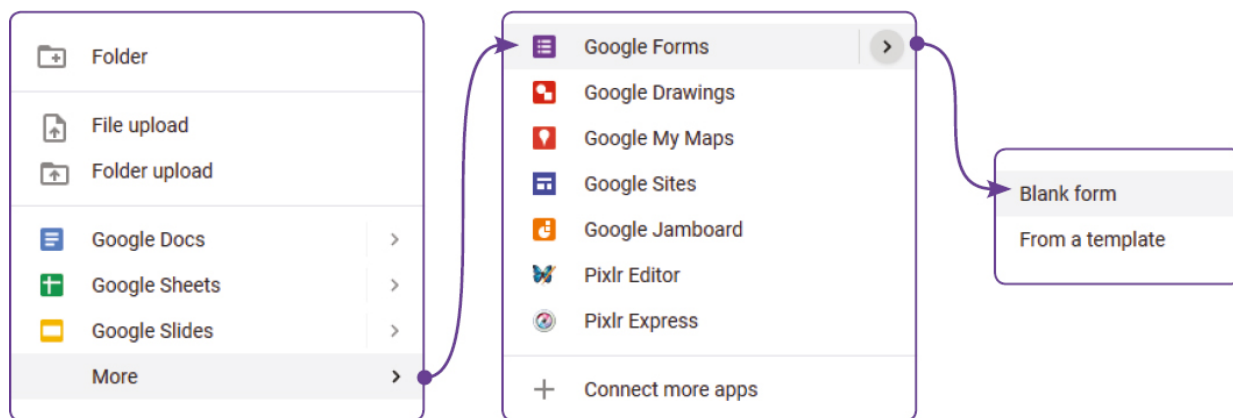 Folder
File upload
Folder upload
Google Docs
Google Sheets
Google Slides
More
Google Forms
Google Drawings
Google My Maps
Google Sites
Google Jamboard
Pixlr Editor
Pixlr Express
Connect more apps
Blank form
From a template